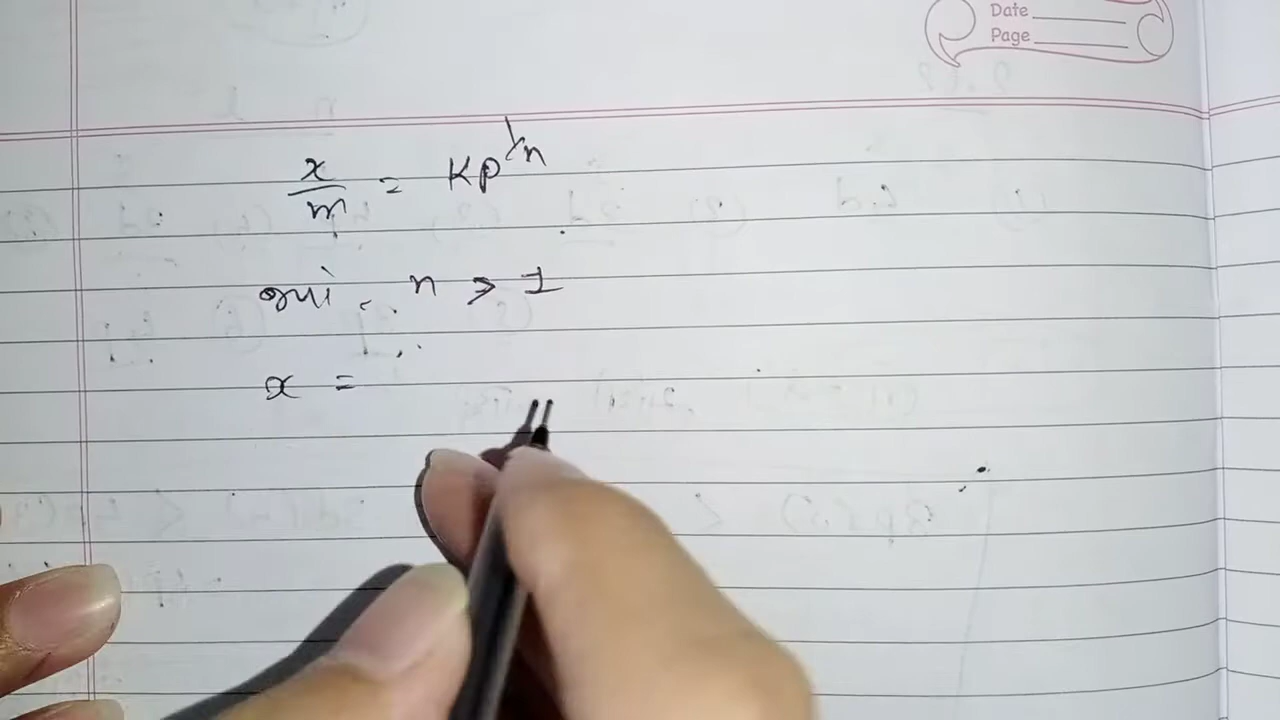 Date
Page
x/m = Kp^1/n
n > 1
x =